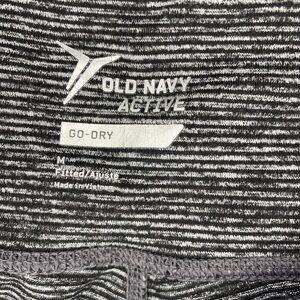 OLD NAVY
ACTIVE
GO-DRY
M
Fitted/Ajusté
Made in Vietnam